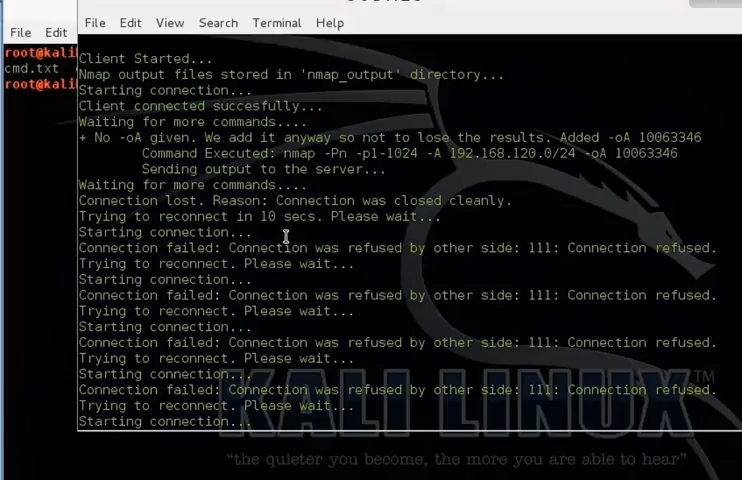 File Edit View Search Terminal Help
File Edit
root@kali
cmd.txt
root@kali
Client Started...
Nmap output files stored in 'nmap_output' directory...
Starting connection...
Client connected succesfully...
Waiting for more commands....
+ No -oA given. We add it anyway so not to lose the results. Added -oA 10063346
Command Executed: nmap -Pn -p1-1024 -A 192.168.120.0/24 -oA 10063346
Sending output to the server...
Waiting for more commands....
Connection lost. Reason: Connection was closed cleanly.
Trying to reconnect in 10 secs. Please wait...
Starting connection...
Connection failed: Connection was refused by other side: 111: Connection refused.
Trying to reconnect. Please wait...
Starting connection...
Connection failed: Connection was refused by other side: 111: Connection refused.
Trying to reconnect. Please wait...
Starting connection...
Connection failed: Connection was refused by other side: 111: Connection refused.
Trying to reconnect. Please wait...
Starting connection...
Connection failed: Connection was refused by other side: 111: Connection refused.
Trying to reconnect. Please wait...
Starting connection...
KALI LINUX™
"the quieter you become, the more you are able to hear"